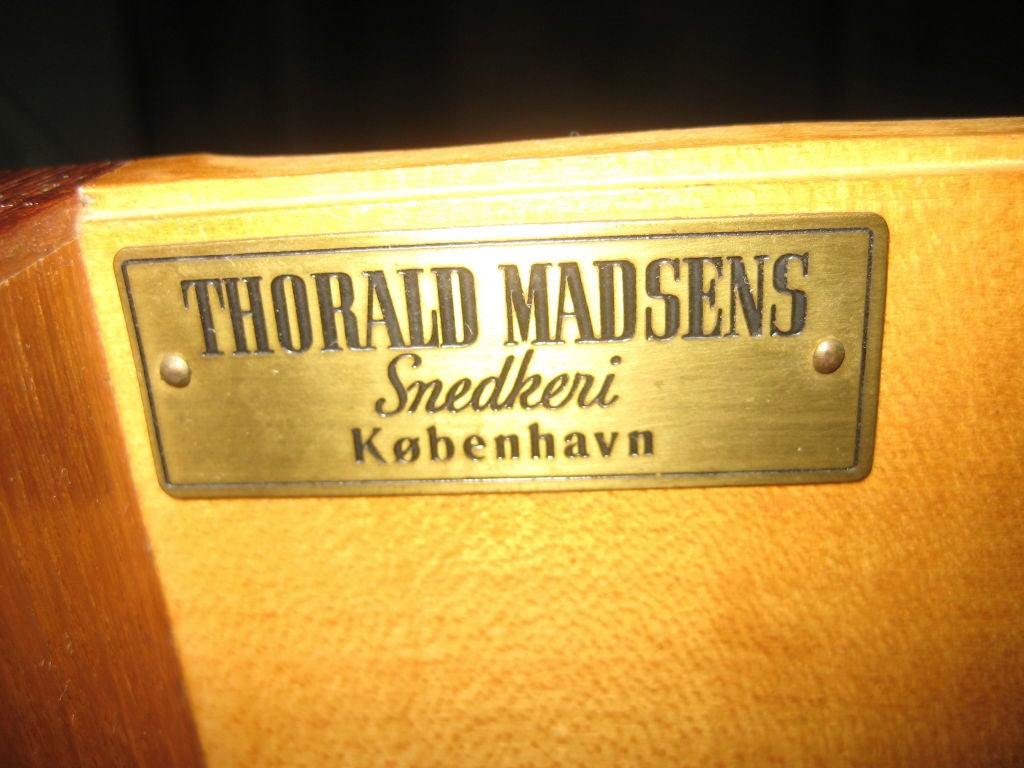 THORALD MADSENS
Snedkeri
København